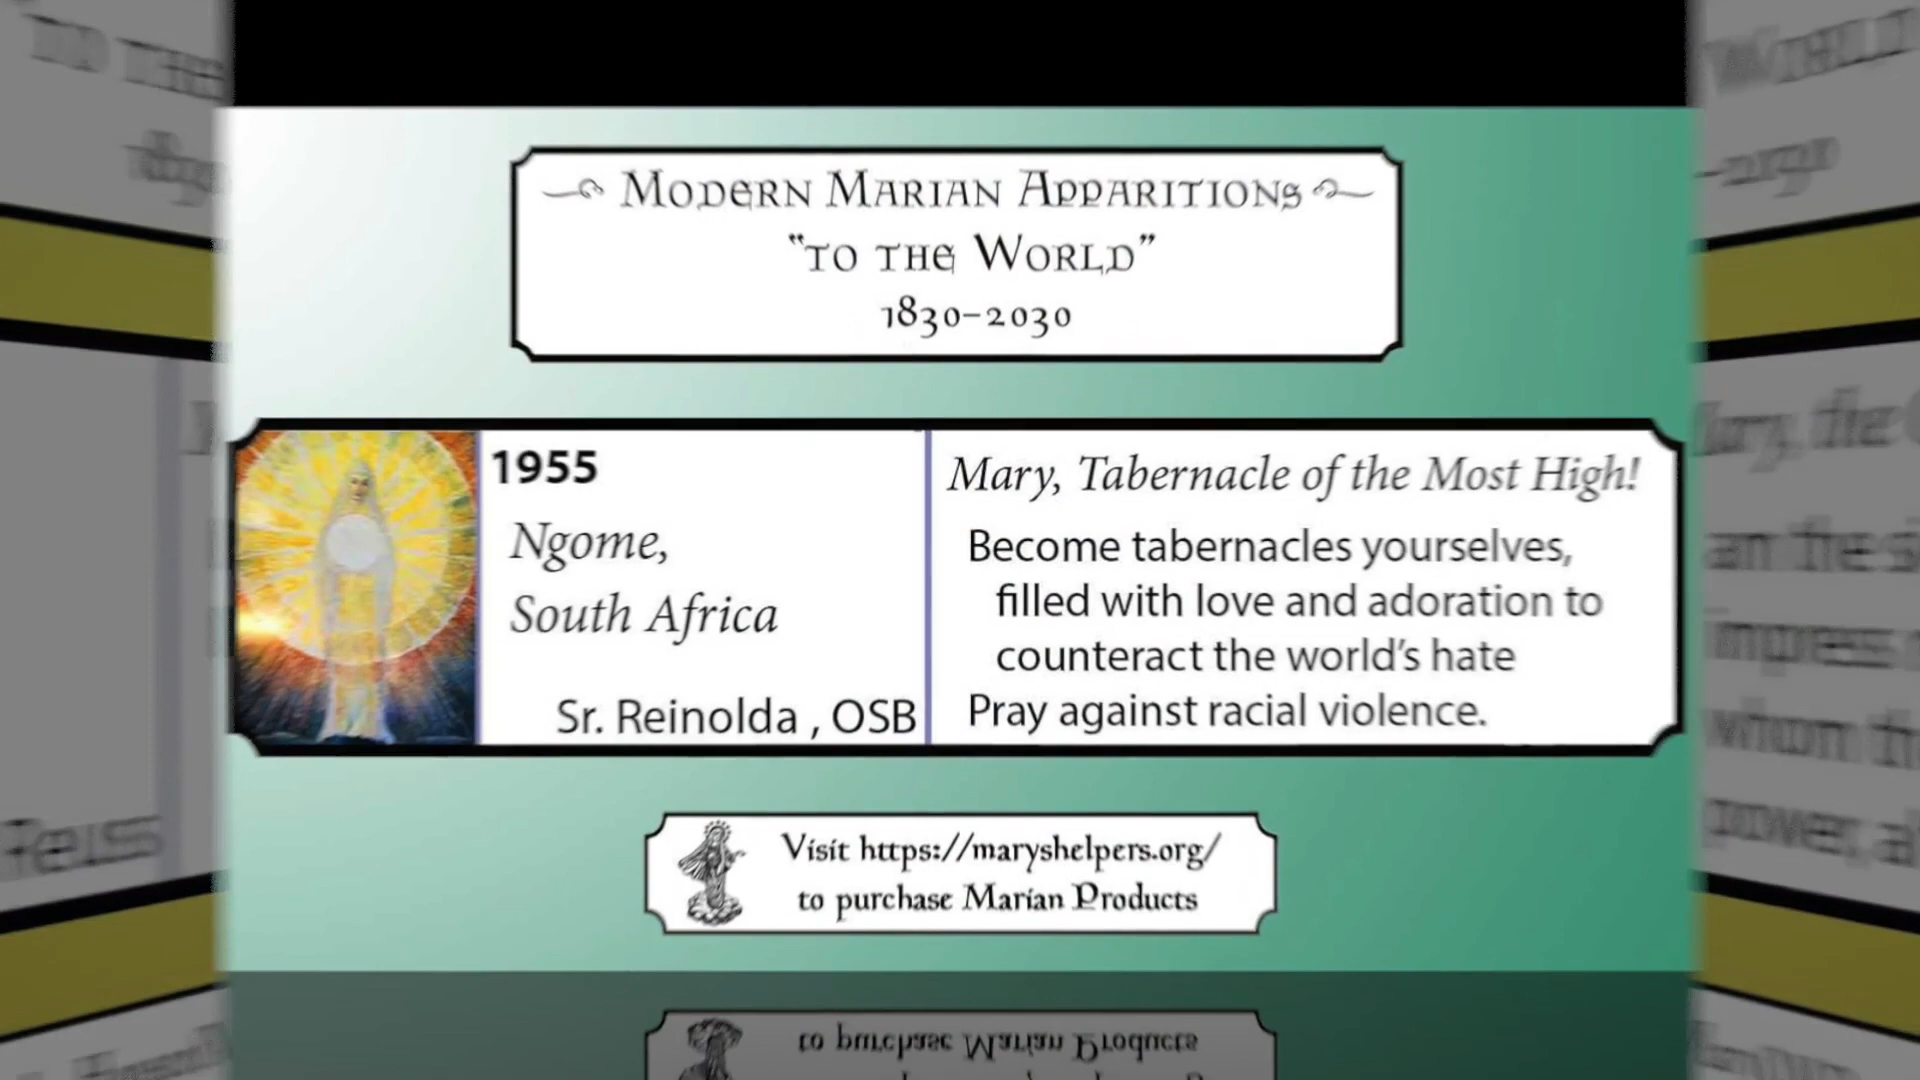 Modern Marian Apparitions
"to the World"
1830–2030
1955
Ngome,
South Africa
Sr. Reinolda , OSB
Mary, Tabernacle of the Most High!
Become tabernacles yourselves,
filled with love and adoration to
counteract the world's hate
Pray against racial violence.
Visit https://maryshelpers.org/
to purchase Marian Products